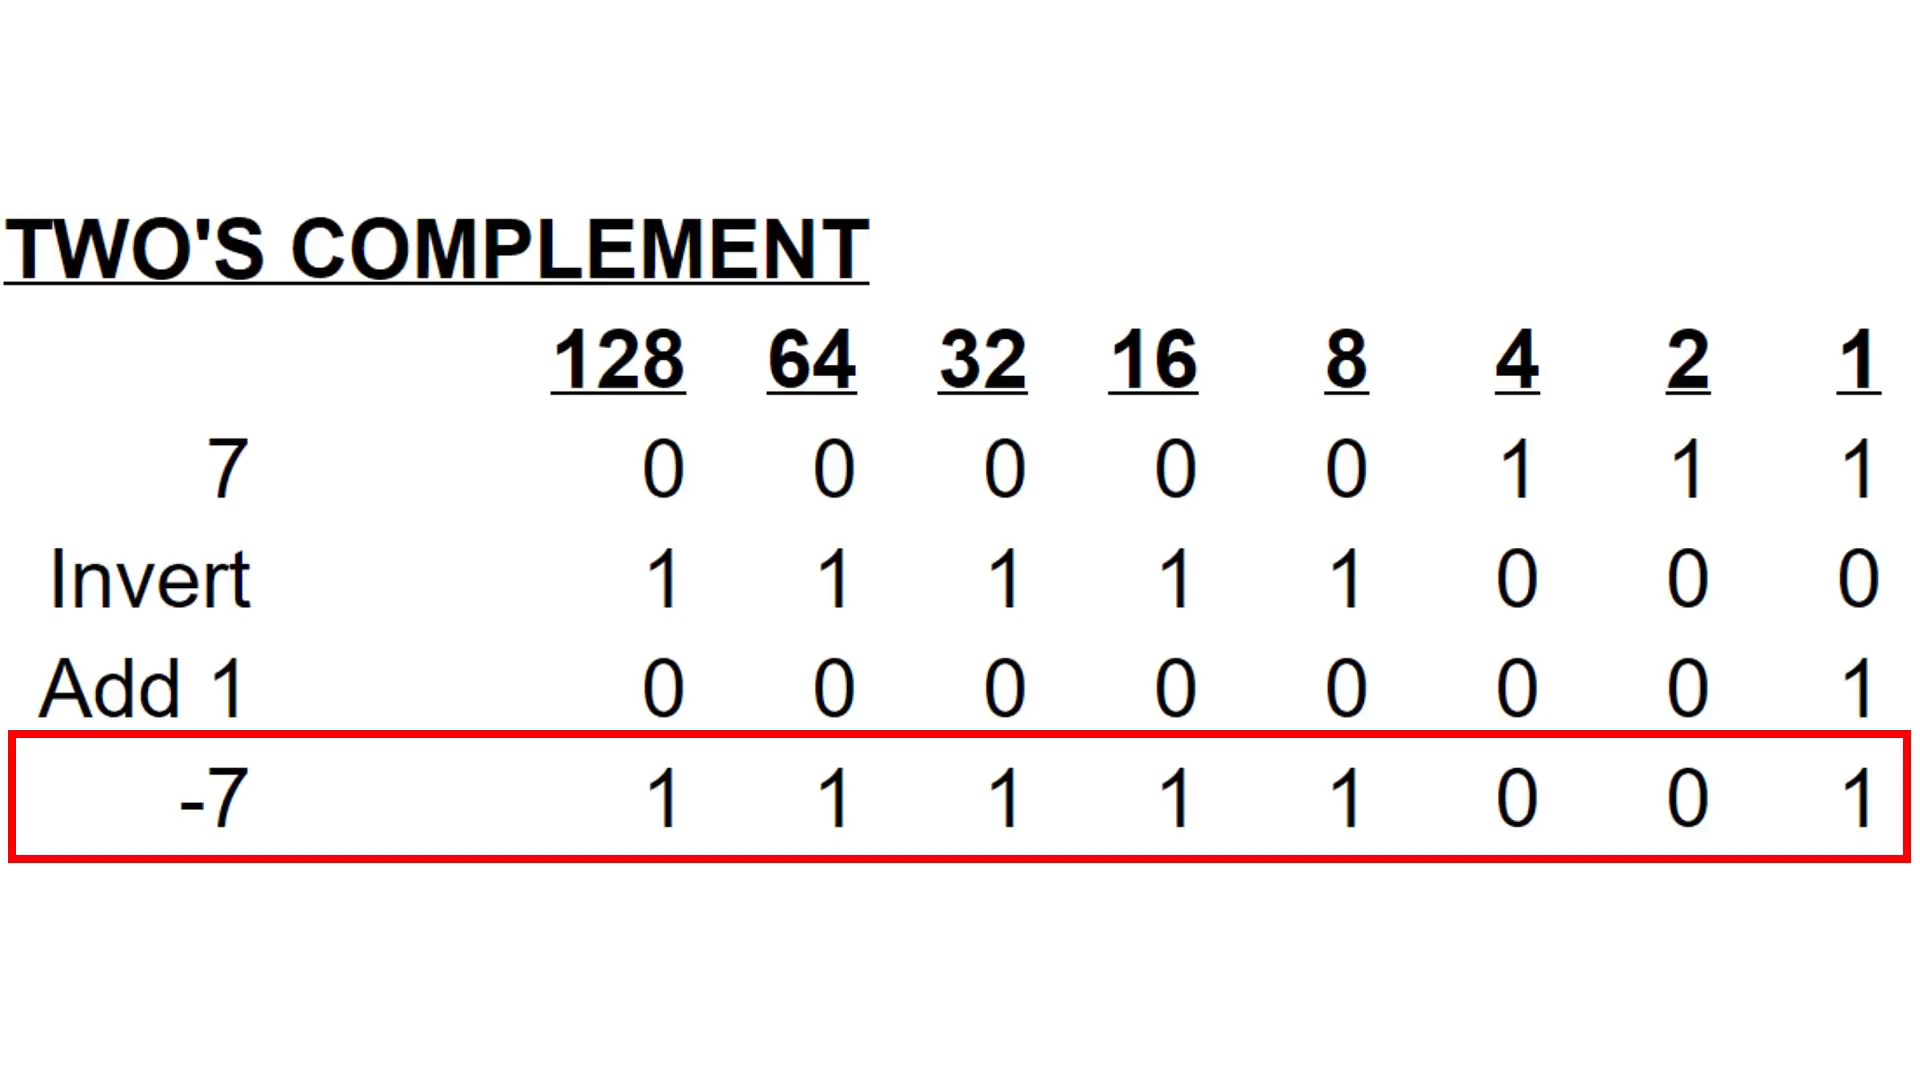 TWO'S COMPLEMENT
128 64 32 16 8 4 2 1
7 0 0 0 0 0 1 1 1
Invert 1 1 1 1 1 0 0 0
Add 1 0 0 0 0 0 0 0 1
-7 1 1 1 1 1 0 0 1